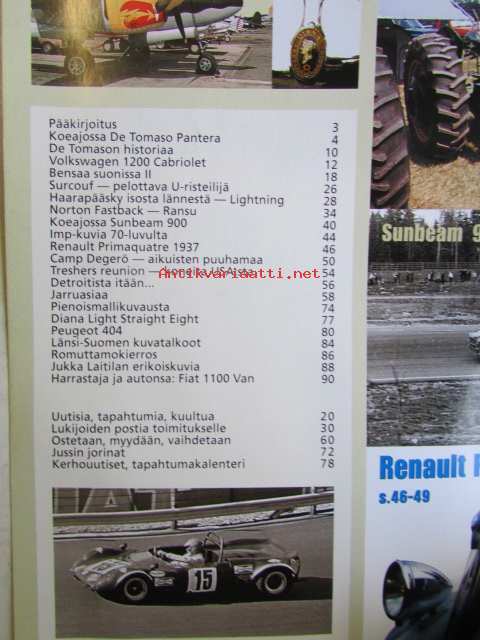 Pääkirjoitus 3
Koeajossa De Tomaso Pantera 4
De Tomason historiaa 10
Volkswagen 1200 Cabriolet 12
Bensaa suonissa II 18
Surcouf — pelottava U-risteilijä 26
Haarapääsky isosta lännestä — Lightning 28
Norton Fastback — Ransu 34
Koeajossa Sunbeam 900 40
Imp-kuvia 70-luvulta 44
Renault Primaquatre 1937 46
Camp Degerö — aikuisten puuhamaa 50
Treshers reunion — koneita USAista 54
Detroitista itään... 56
Jarruasiaa 58
Pienoismallikuvausta 74
Diana Light Straight Eight 77
Peugeot 404 80
Länsi-Suomen kuvatalkoot 84
Romuttamokierros 86
Jukka Laitilan erikoiskuvia 88
Harrastaja ja autonsa: Fiat 1100 Van 90
Uutisia, tapahtumia, kuultua 20
Lukijoiden postia toimitukselle 30
Ostetaan, myydään, vaihdetaan 60
Jussin jorinat 72
Kerhouutiset, tapahtumakalenteri 78
Antikvariaatti.net
15
Sunbeam 9
Renault P
s.46-49